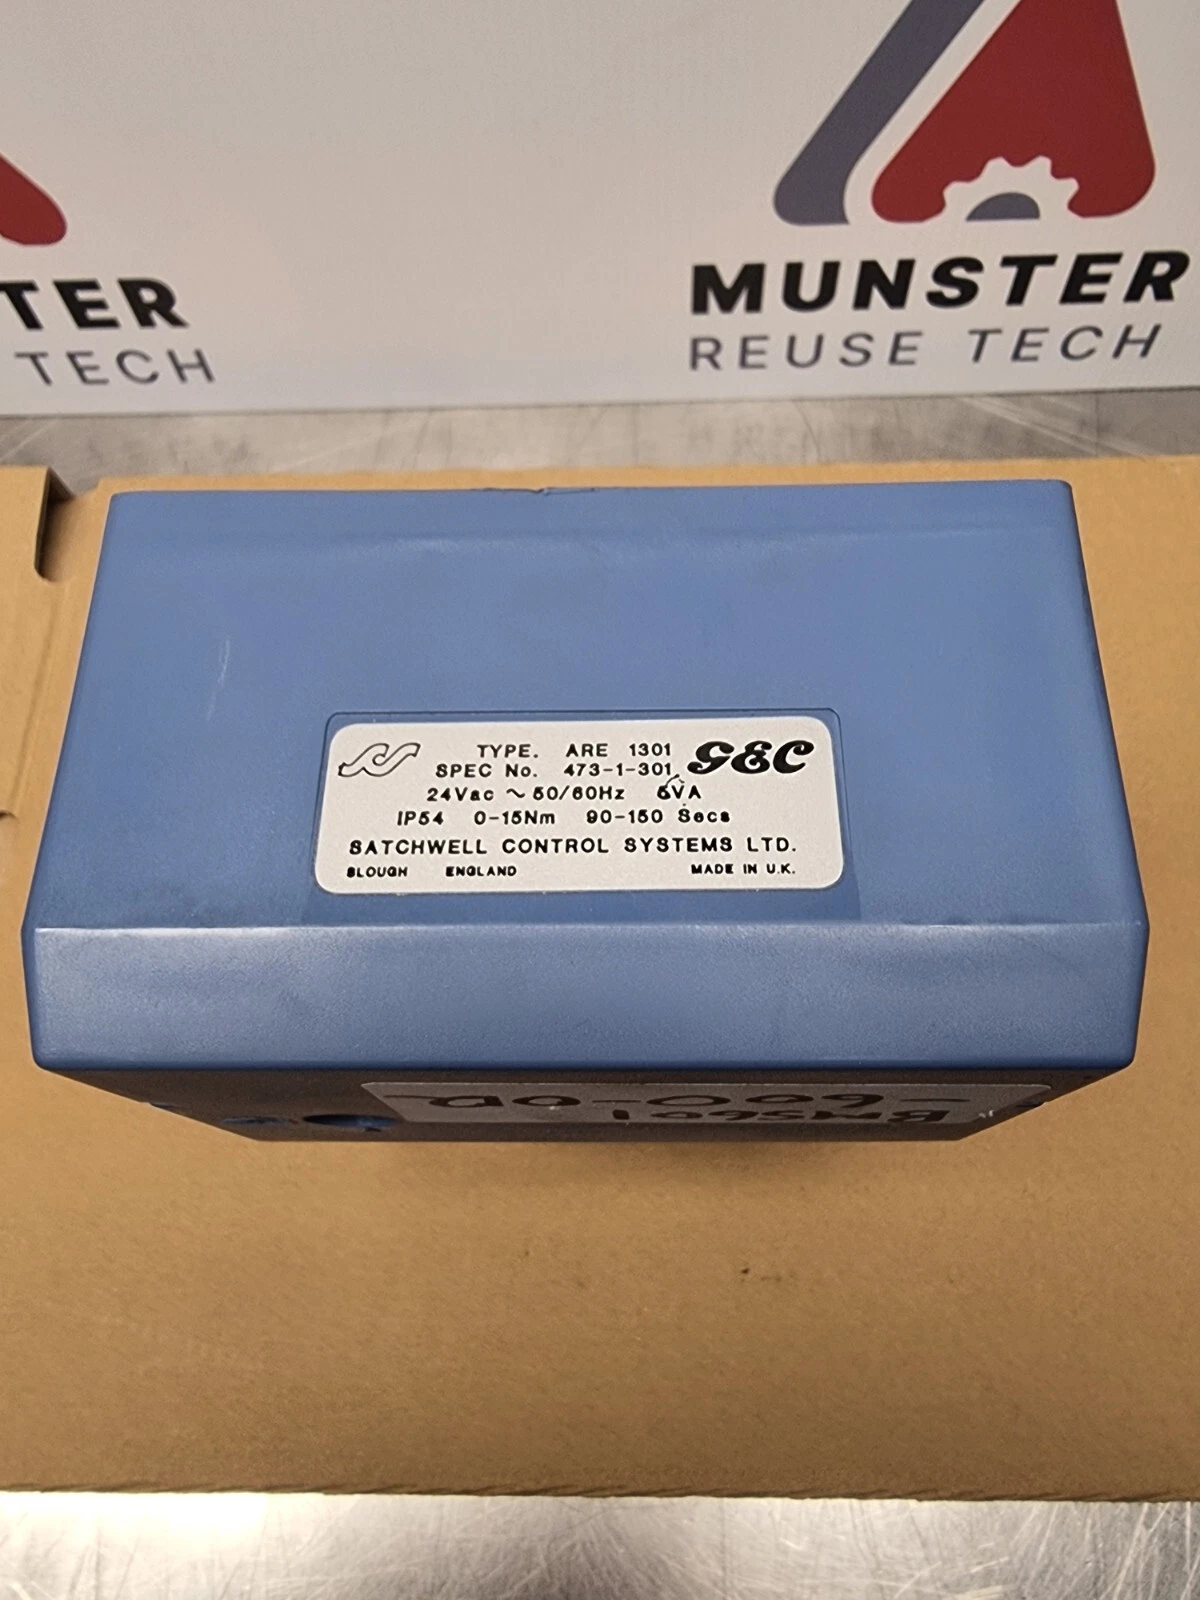 TER
TECH
MUNSTER
REUSE TECH
TYPE. ARE 1301
GEC
SPEC No. 473-1-301
24Vac ~ 50/60Hz 5VA
IP54 0-15Nm 90-150 Secs
SATCHWELL CONTROL SYSTEMS LTD.
SLOUGH ENGLAND MADE IN U.K.